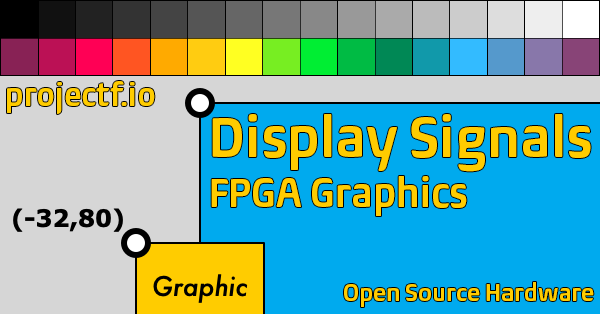 projectf.io
Display Signals
FPGA Graphics
(-32,80)
Graphic
Open Source Hardware